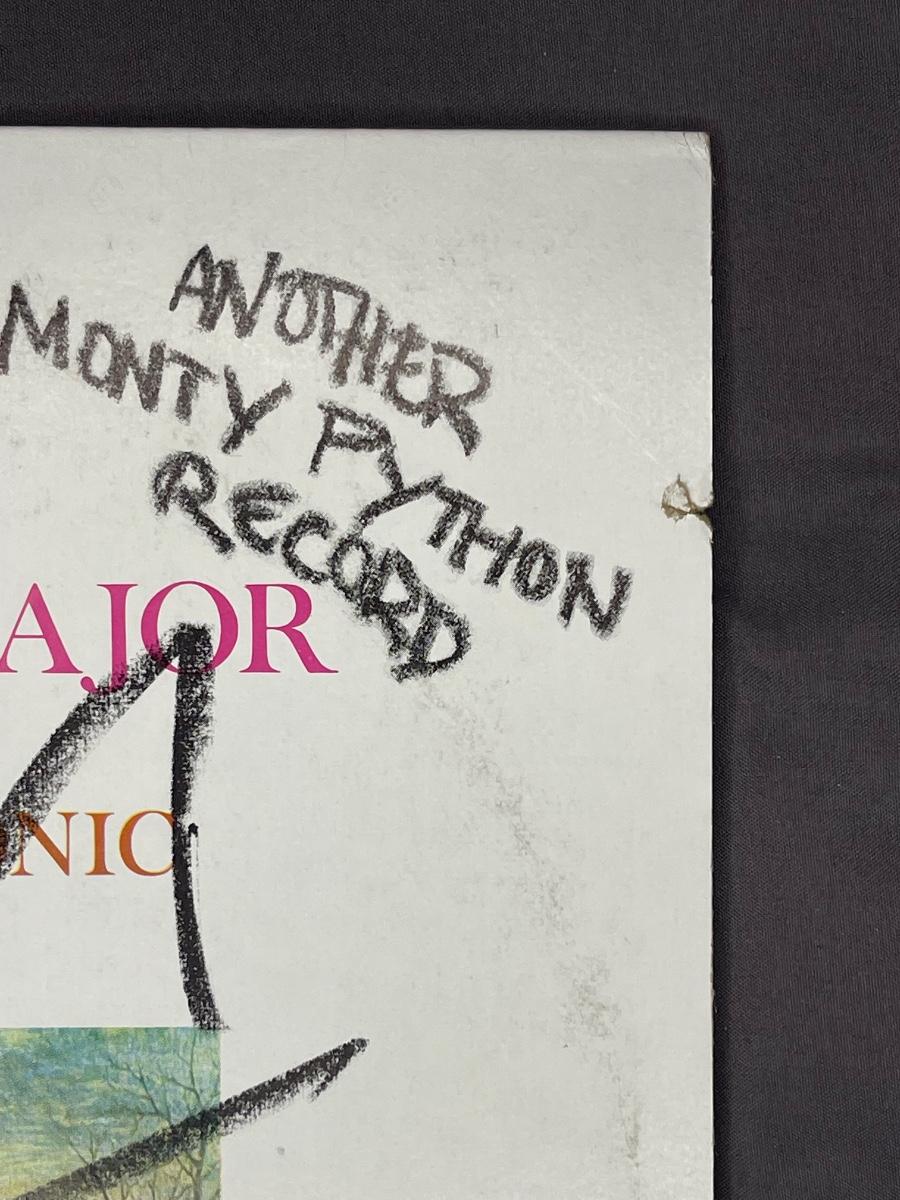 ANOTHER
MONTY PYTHON
RECORD
AJOR
ONIC